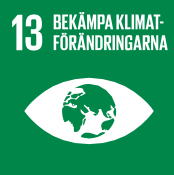 13 BEKÄMPA KLIMAT-
FÖRÄNDRINGARNA